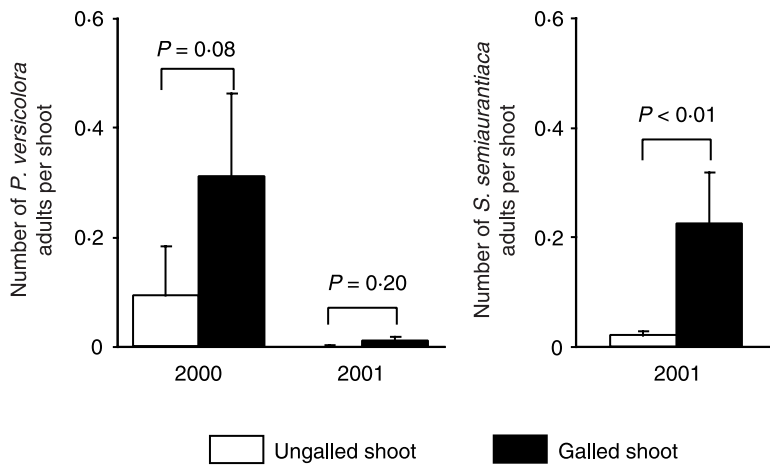 Number of P. versicolora
adults per shoot
0·6
0·4
0·2
0
P = 0·08
P = 0·20
2000
2001
Number of S. semiaurantiaca
adults per shoot
0·6
0·4
0·2
0
P < 0·01
2001
Ungalled shoot
Galled shoot